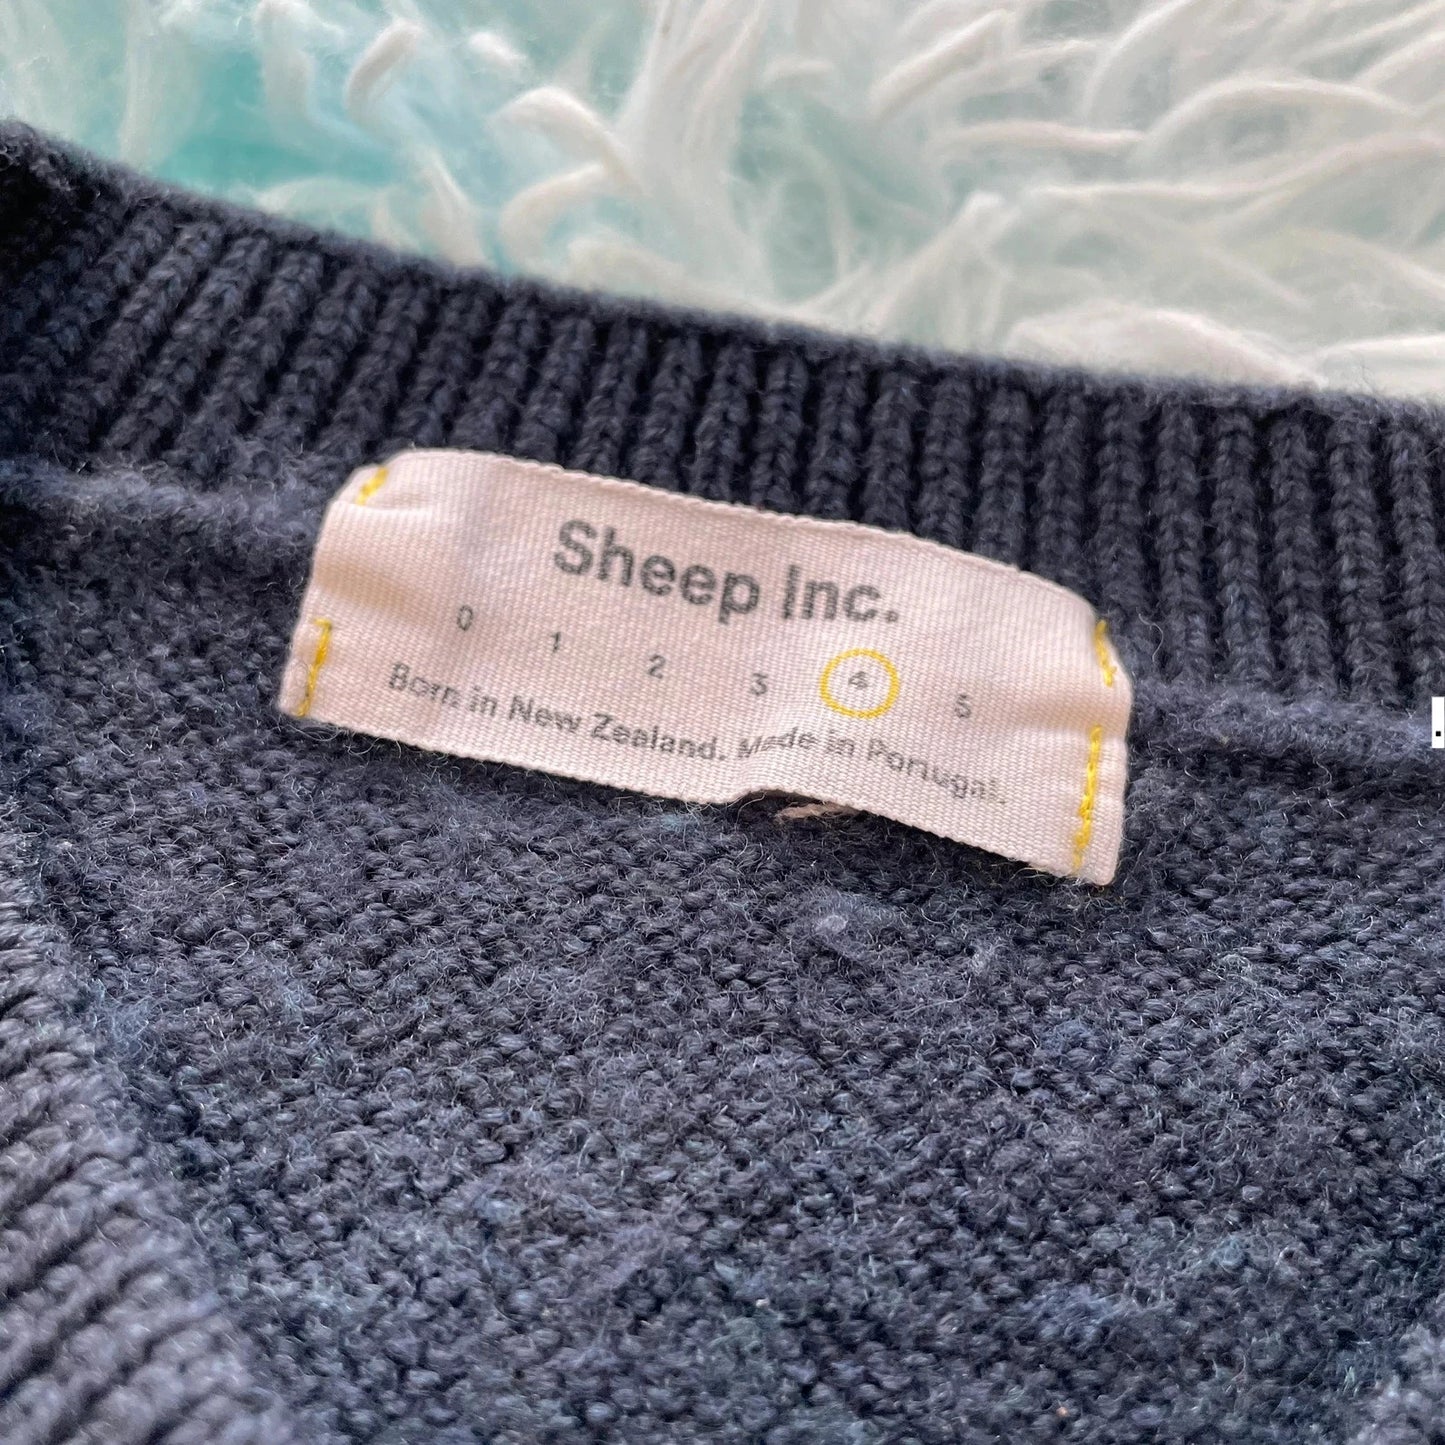 Sheep Inc.
0 1 2 3 4 5
Born in New Zealand. Made in Portugal.